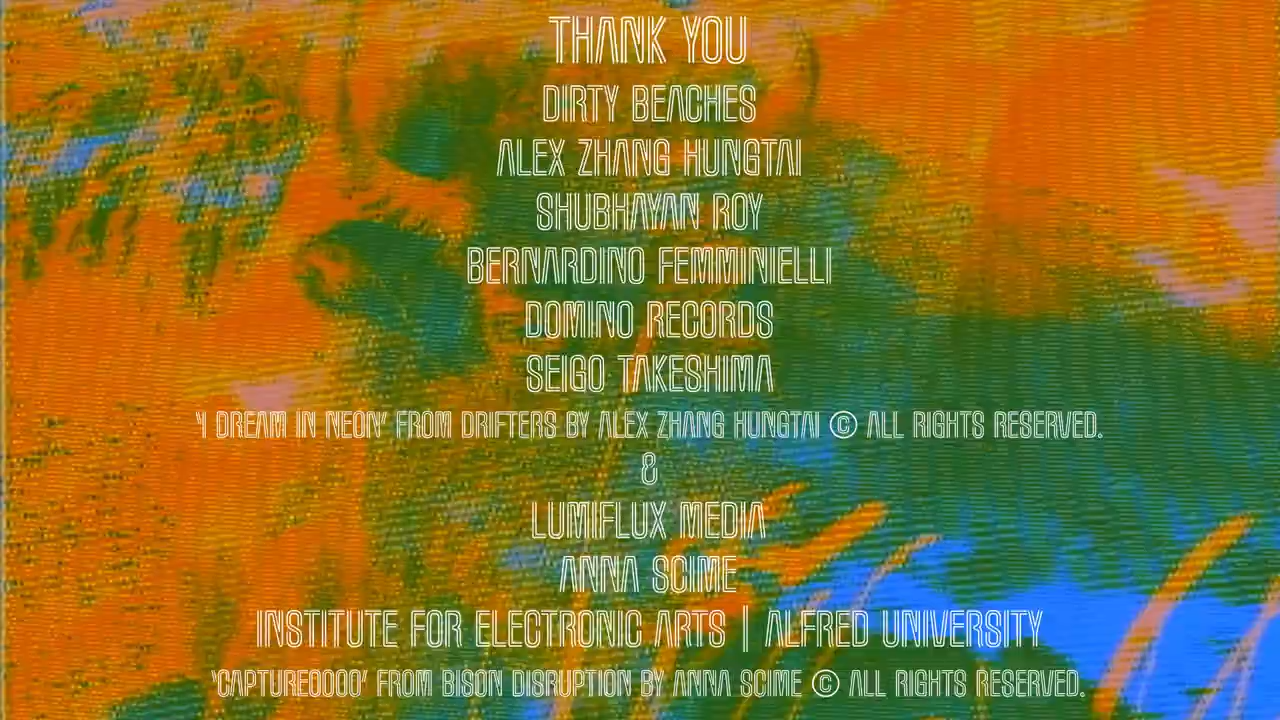 THANK YOU
DIRTY BEACHES
ALEX ZHANG HUNGTAI
SHUBHAYAN ROY
BERNARDINO FEMMINIELLI
DOMINO RECORDS
SEIGO TAKESHIMA
'I DREAM IN NEON' FROM DRIFTERS BY ALEX ZHANG HUNGTAI © ALL RIGHTS RESERVED.
&
LUMIFLUX MEDIA
ANNA SCIME
INSTITUTE FOR ELECTRONIC ARTS | ALFRED UNIVERSITY
'CAPTURE0000' FROM BISON DISRUPTION BY ANNA SCIME © ALL RIGHTS RESERVED.